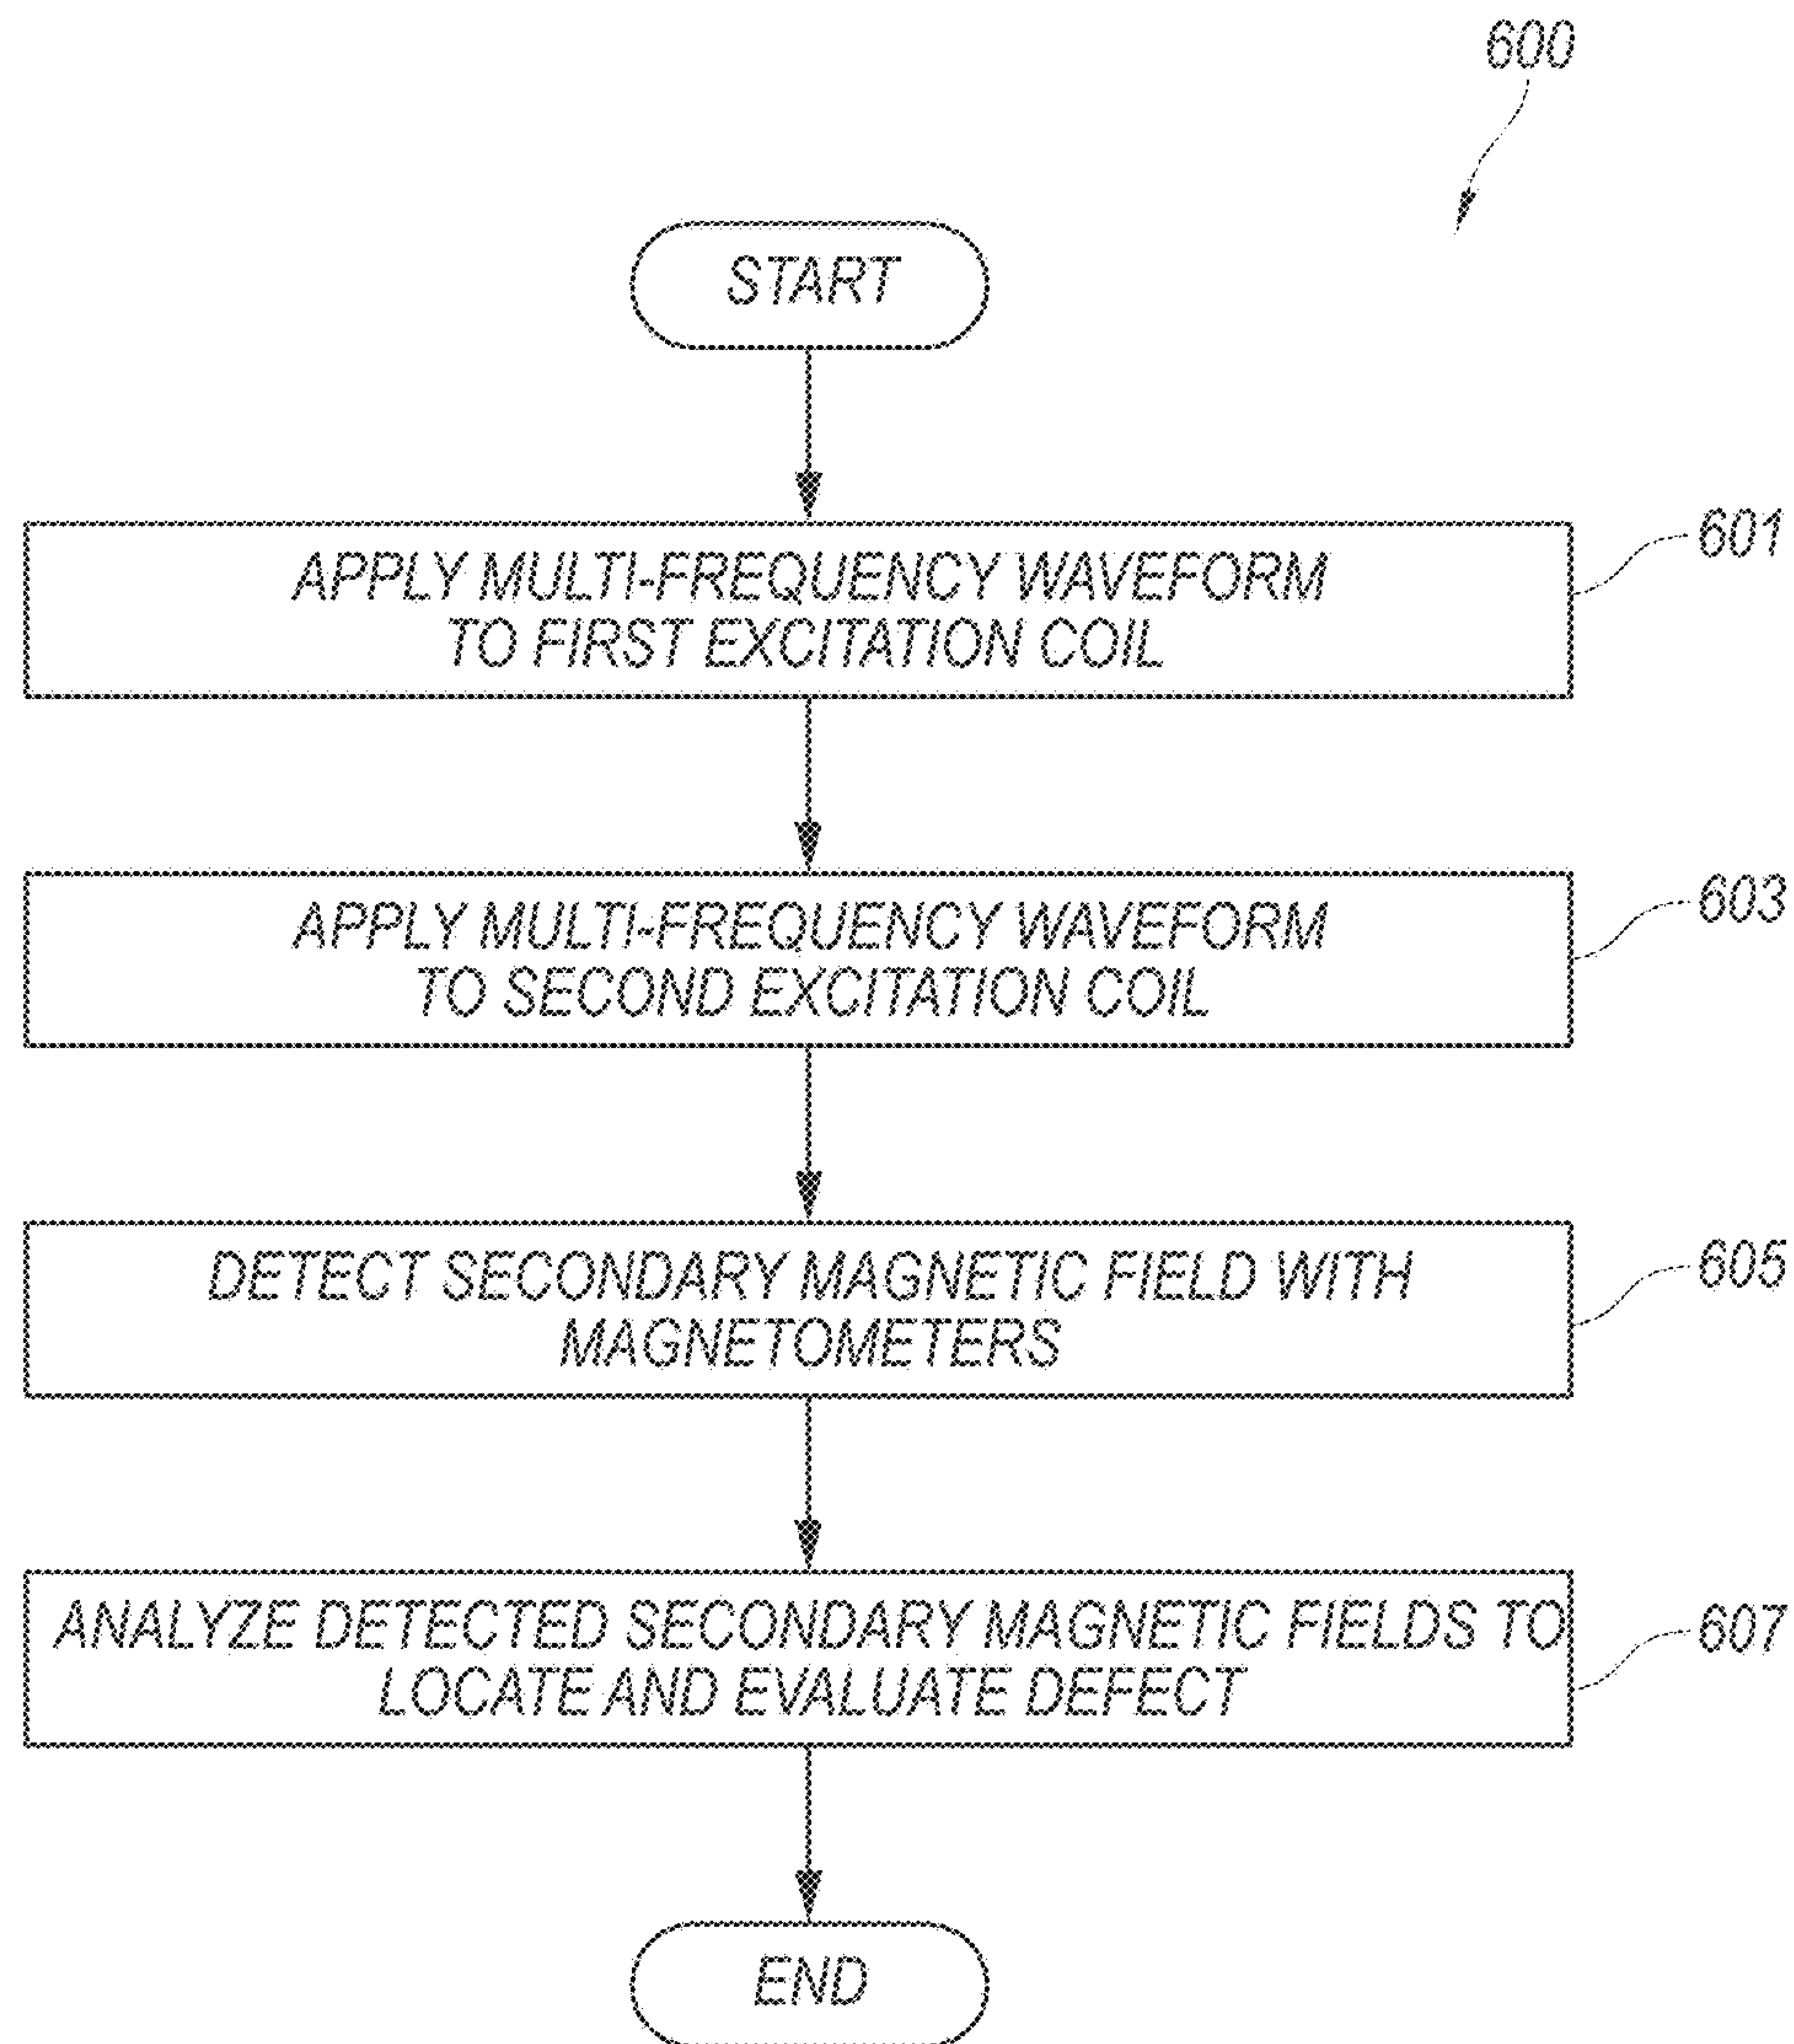 600
START
APPLY MULTI-FREQUENCY WAVEFORM
TO FIRST EXCITATION COIL
601
APPLY MULTI-FREQUENCY WAVEFORM
TO SECOND EXCITATION COIL
603
DETECT SECONDARY MAGNETIC FIELD WITH
MAGNETOMETERS
605
ANALYZE DETECTED SECONDARY MAGNETIC FIELDS TO
LOCATE AND EVALUATE DEFECT
607
END